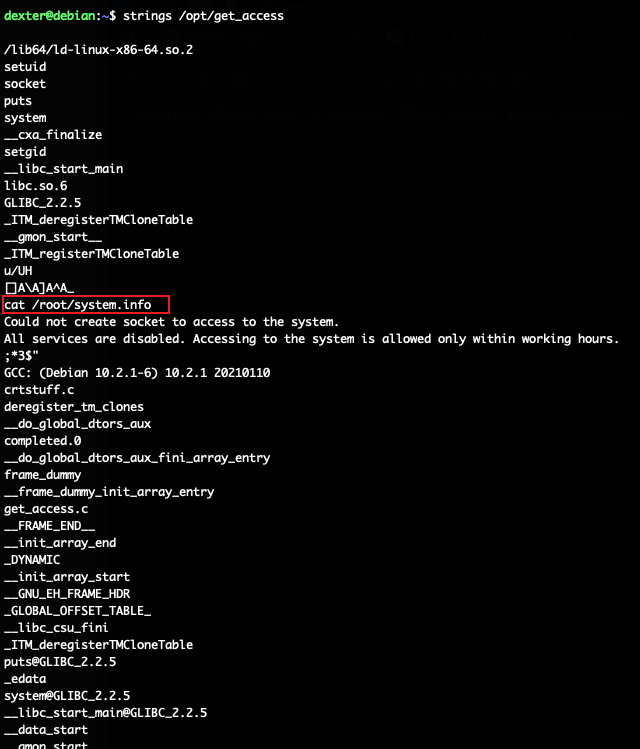 dexter@debian:~$ strings /opt/get_access
/lib64/ld-linux-x86-64.so.2
setuid
socket
puts
system
__cxa_finalize
setgid
__libc_start_main
libc.so.6
GLIBC_2.2.5
_ITM_deregisterTMCloneTable
__gmon_start__
_ITM_registerTMCloneTable
u/UH
[]A\A]A^A_
cat /root/system.info
Could not create socket to access to the system.
All services are disabled. Accessing to the system is allowed only within working hours.
;*3$"
GCC: (Debian 10.2.1-6) 10.2.1 20210110
crtstuff.c
deregister_tm_clones
__do_global_dtors_aux
completed.0
__do_global_dtors_aux_fini_array_entry
frame_dummy
__frame_dummy_init_array_entry
get_access.c
__FRAME_END__
__init_array_end
_DYNAMIC
__init_array_start
__GNU_EH_FRAME_HDR
_GLOBAL_OFFSET_TABLE_
__libc_csu_fini
_ITM_deregisterTMCloneTable
puts@GLIBC_2.2.5
_edata
system@GLIBC_2.2.5
__libc_start_main@GLIBC_2.2.5
__data_start
__gmon_start__